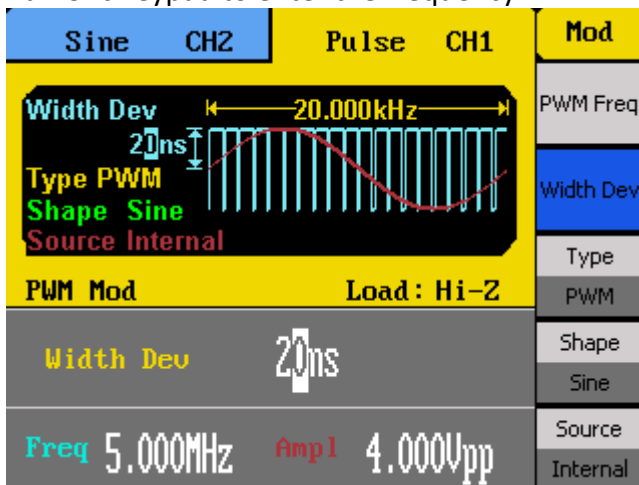 Sine CH2 Pulse CH1 Mod
Width Dev 20.000kHz
20ns
Type PWM
Shape Sine
Source Internal
PWM Mod Load: Hi-Z
Width Dev 20ns
Freq 5.000MHz Ampl 4.000Vpp
PWM Freq
Width Dev
Type
PWM
Shape
Sine
Source
Internal